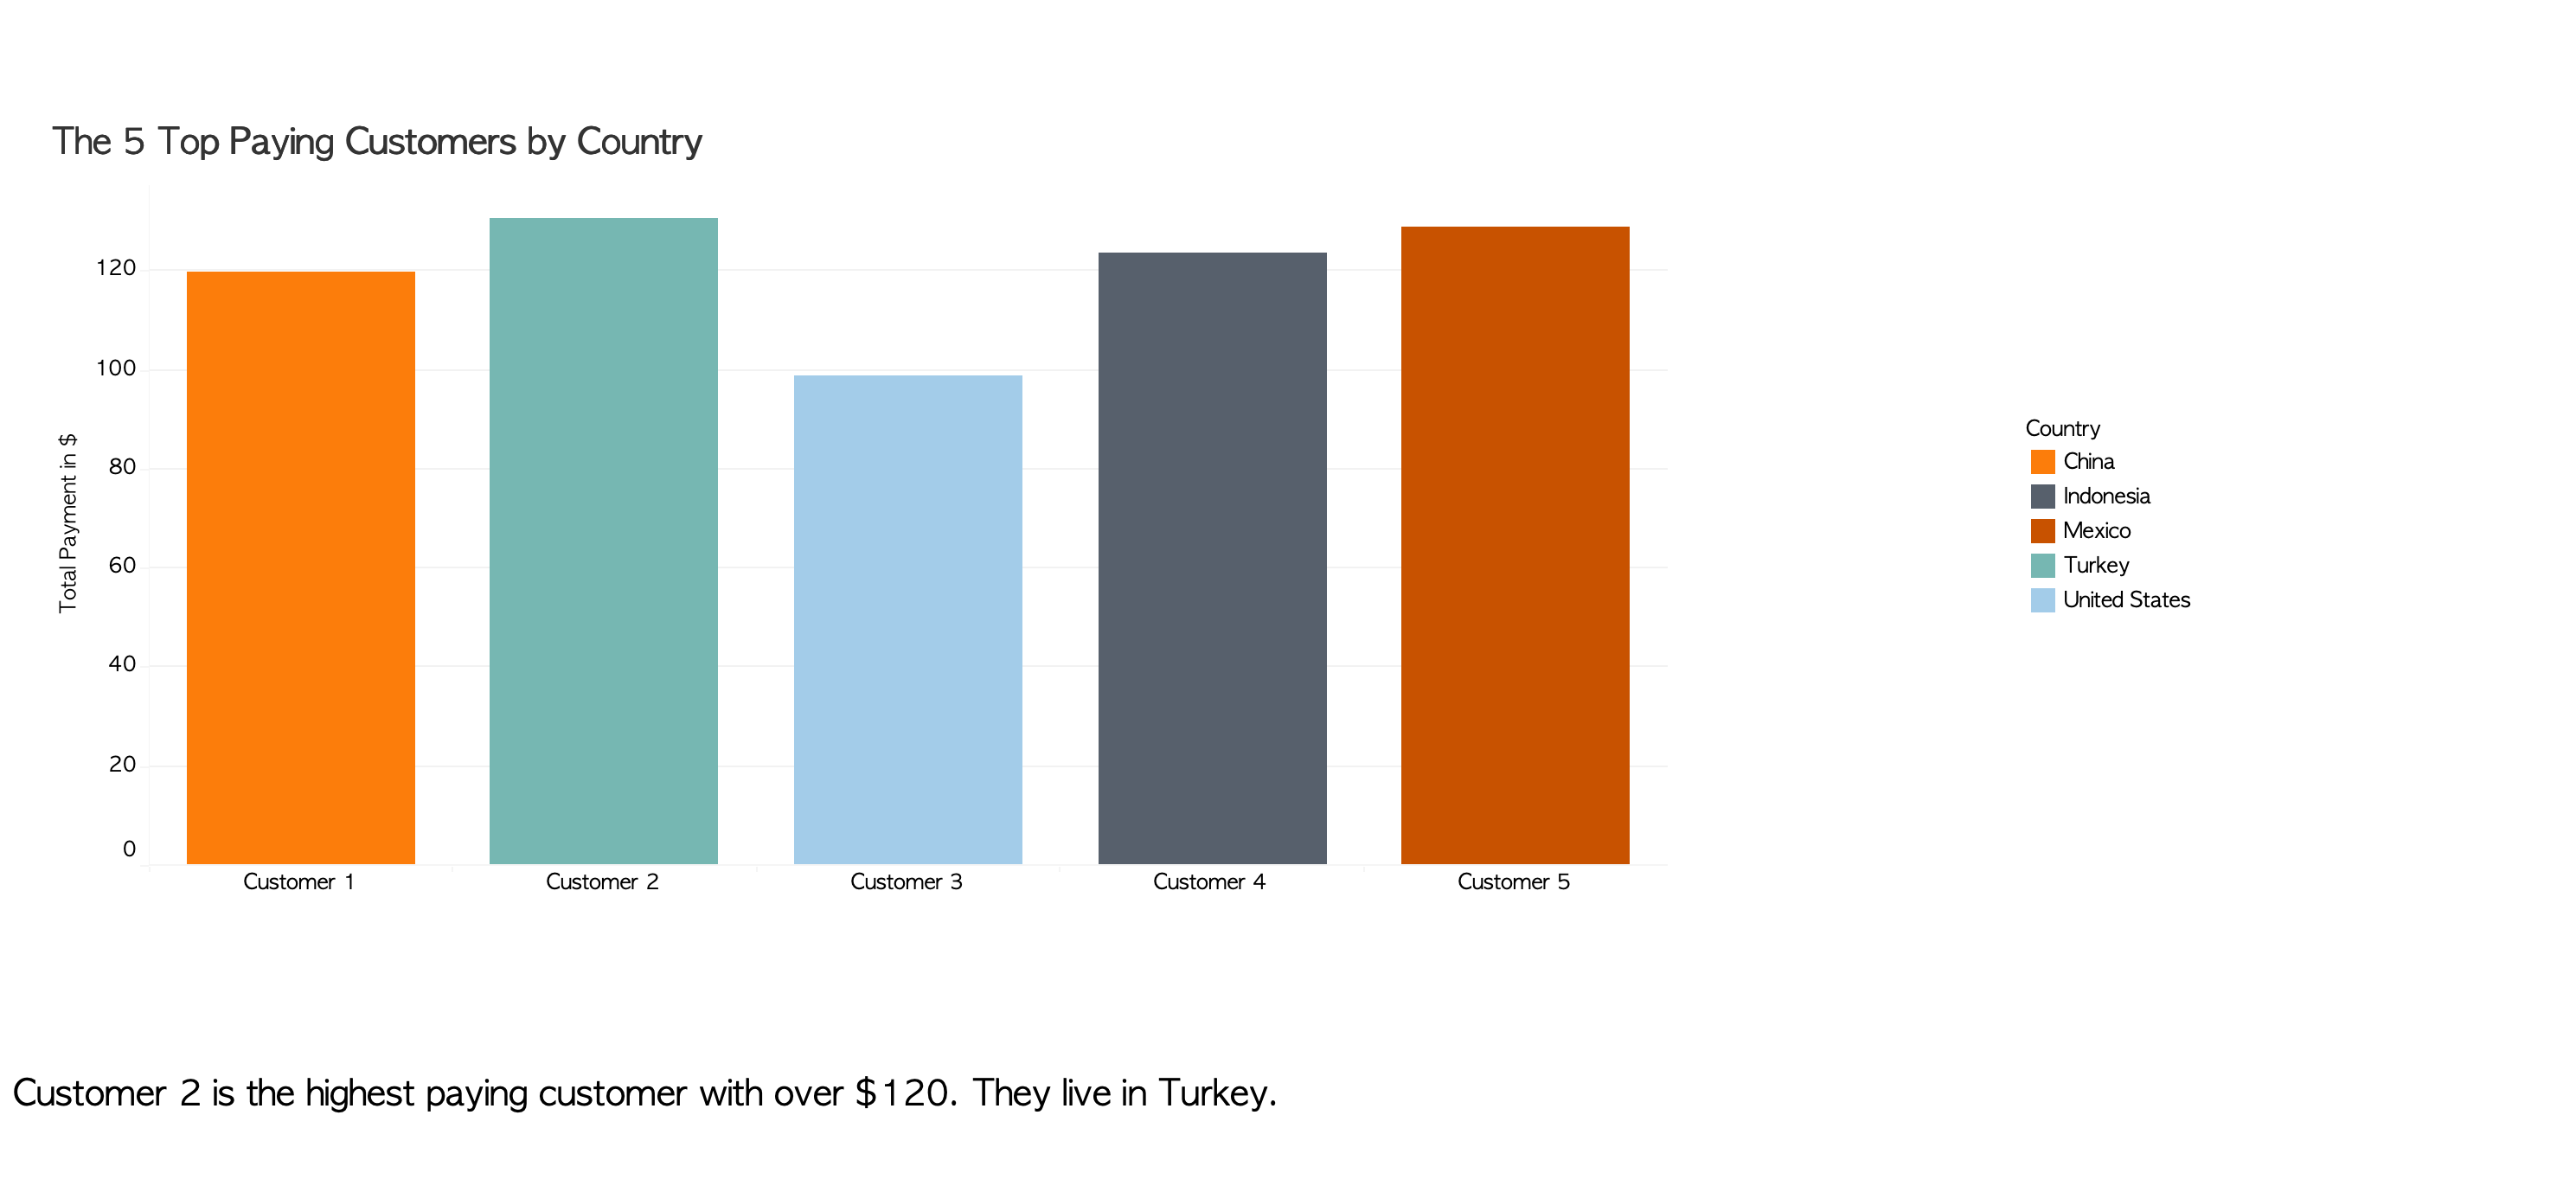 The 5 Top Paying Customers by Country
Total Payment in $
120
100
80
60
40
20
0
Customer 1
Customer 2
Customer 3
Customer 4
Customer 5
Country
China
Indonesia
Mexico
Turkey
United States
Customer 2 is the highest paying customer with over $120. They live in Turkey.